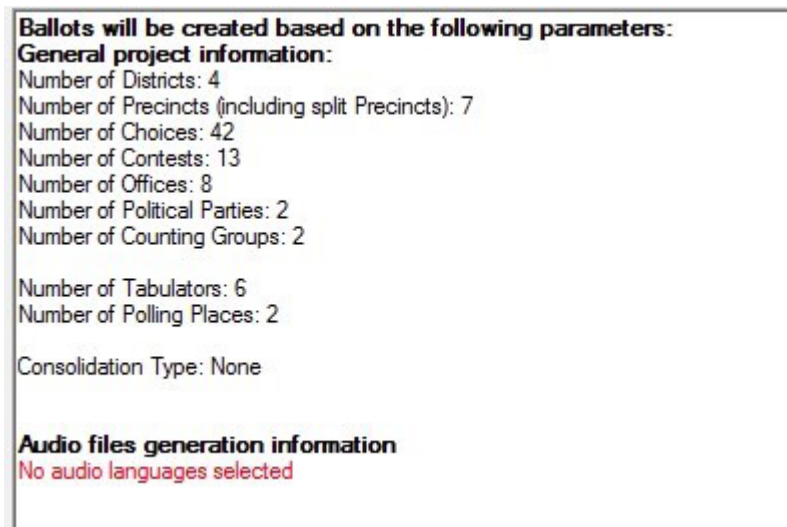 Ballots will be created based on the following parameters:
General project information:
Number of Districts: 4
Number of Precincts (including split Precincts): 7
Number of Choices: 42
Number of Contests: 13
Number of Offices: 8
Number of Political Parties: 2
Number of Counting Groups: 2
Number of Tabulators: 6
Number of Polling Places: 2
Consolidation Type: None
Audio files generation information
No audio languages selected